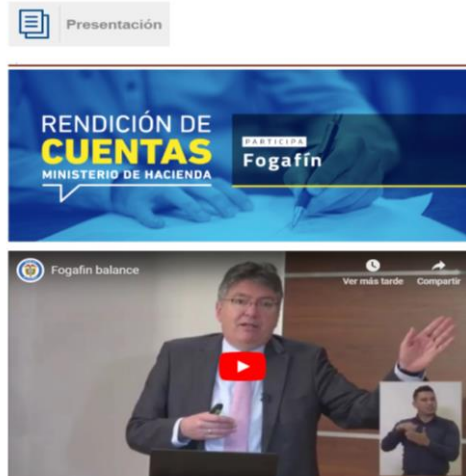 Presentación
RENDICIÓN DE
CUENTAS
MINISTERIO DE HACIENDA
PARTICIPA
Fogafín
Fogafin balance
Ver más tarde
Compartir